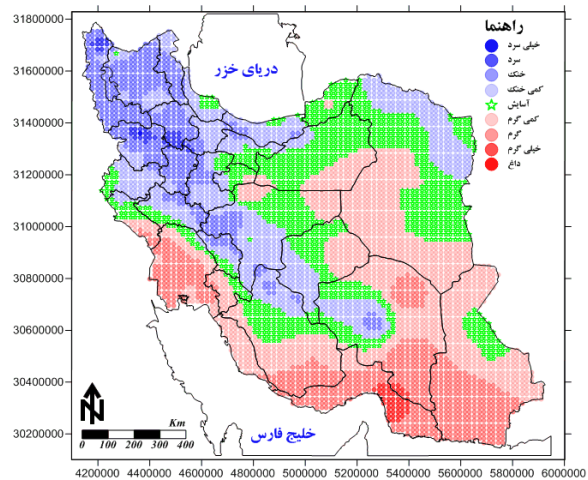 راهنما
خیلی سرد
سرد
خنک
کمی خنک
آسایش
کمی گرم
گرم
خیلی گرم
داغ
دریای خزر
خلیج فارس
N
Km
0 100 200 300 400
31800000
31600000
31400000
31200000
31000000
30800000
30600000
30400000
30200000
4200000 4400000 4600000 4800000 5000000 5200000 5400000 5600000 5800000 6000000